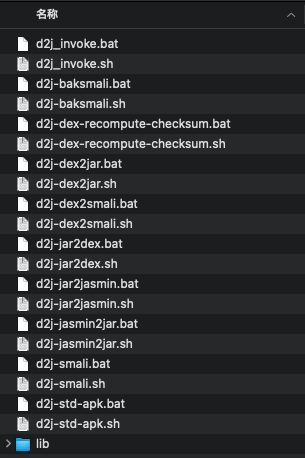 名称
d2j_invoke.bat
d2j_invoke.sh
d2j-baksmali.bat
d2j-baksmali.sh
d2j-dex-recompute-checksum.bat
d2j-dex-recompute-checksum.sh
d2j-dex2jar.bat
d2j-dex2jar.sh
d2j-dex2smali.bat
d2j-dex2smali.sh
d2j-jar2dex.bat
d2j-jar2dex.sh
d2j-jar2jasmin.bat
d2j-jar2jasmin.sh
d2j-jasmin2jar.bat
d2j-jasmin2jar.sh
d2j-smali.bat
d2j-smali.sh
d2j-std-apk.bat
d2j-std-apk.sh
lib